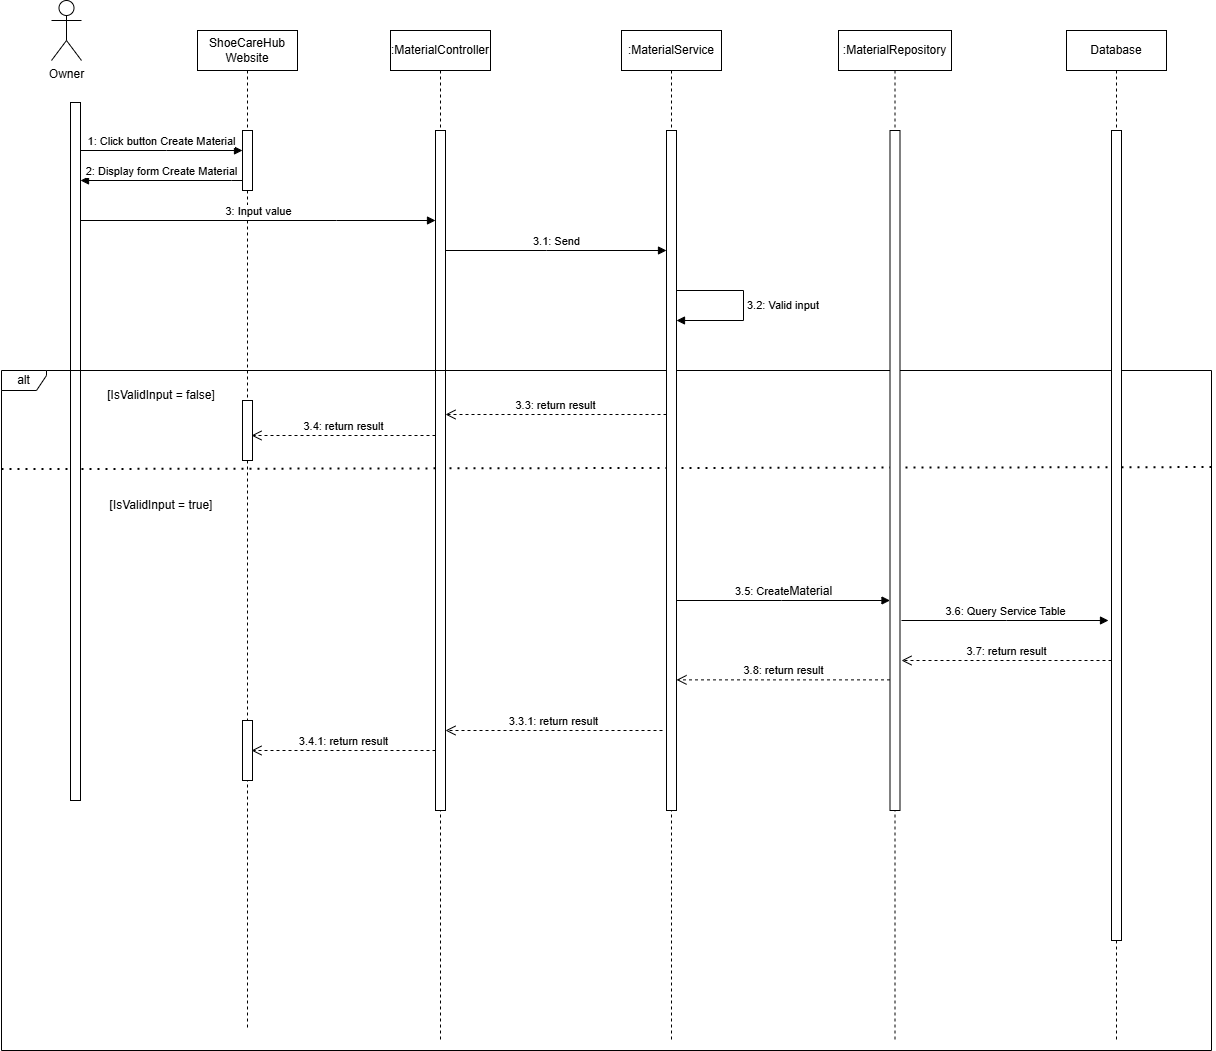 Owner
ShoeCareHub
Website
:MaterialController
:MaterialService
:MaterialRepository
Database
1: Click button Create Material
2: Display form Create Material
3: Input value
3.1: Send
3.2: Valid input
alt
[IsValidInput = false]
3.3: return result
3.4: return result
[IsValidInput = true]
3.5: CreateMaterial
3.6: Query Service Table
3.7: return result
3.8: return result
3.3.1: return result
3.4.1: return result